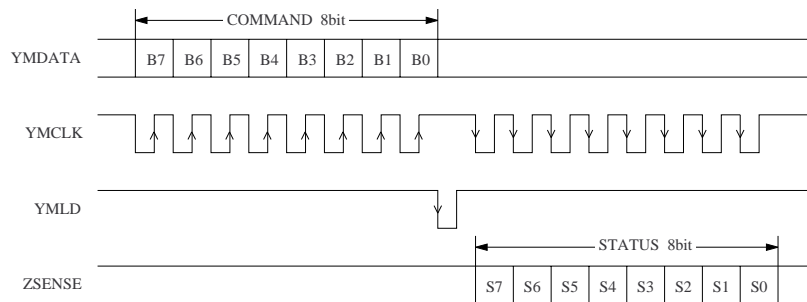 COMMAND 8bit
YMDATA B7 B6 B5 B4 B3 B2 B1 B0
YMCLK
YMLD
STATUS 8bit
ZSENSE S7 S6 S5 S4 S3 S2 S1 S0